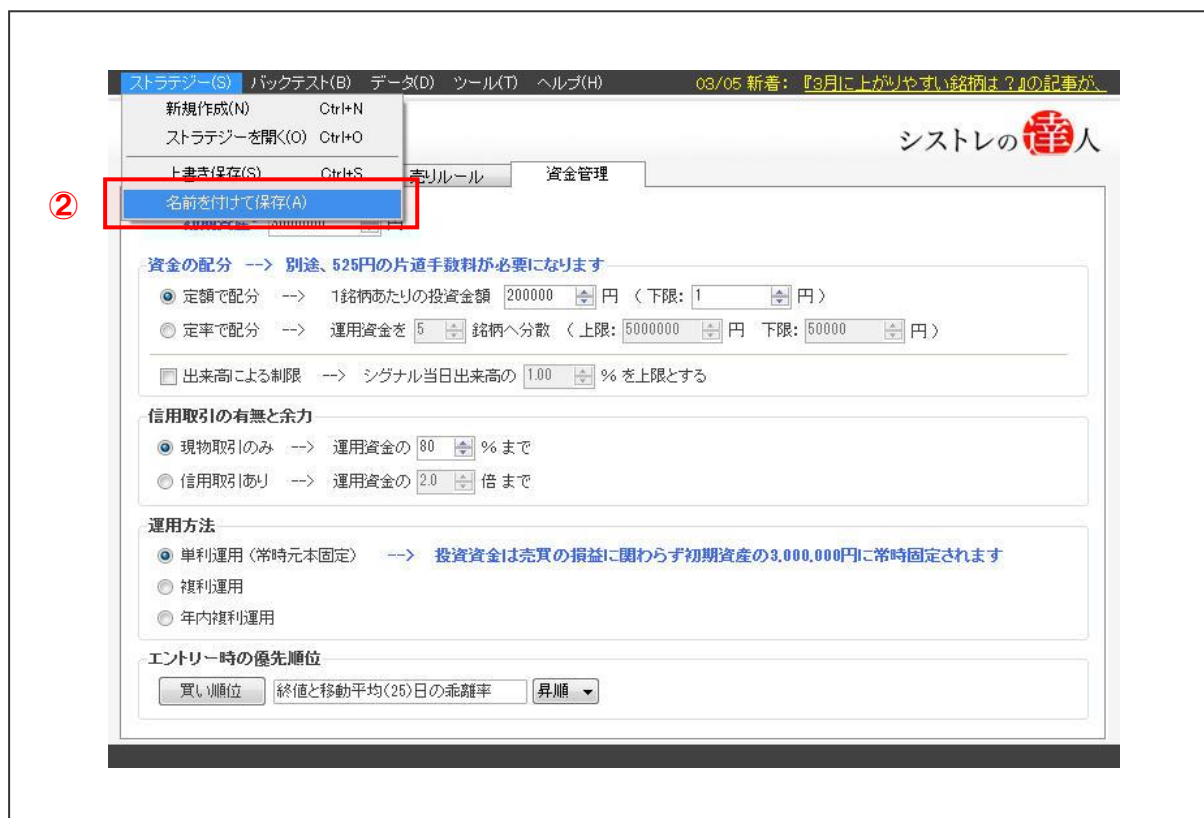 ストラテジー(S) バックテスト(B) データ(D) ツール(T) ヘルプ(H) 03/05 新着： 『3月に上がりやすい銘柄は？』の記事が、
新規作成(N) Ctrl+N
ストラテジーを開く(O) Ctrl+O
シストレの達人
上書き保存(S) Ctrl+S
売りルール 資金管理
② 名前を付けて保存(A)
初期資産 3000000 円
資金の配分 --> 別途、525円の片道手数料が必要になります
定額で配分 --> 1銘柄あたりの投資金額 200000 円 （下限: 1 円）
定率で配分 --> 運用資金を 5 銘柄へ分散 （上限: 5000000 円 下限: 50000 円）
出来高による制限 --> シグナル当日出来高の 1.00 % を上限とする
信用取引の有無と余力
現物取引のみ --> 運用資金の 80 % まで
信用取引あり --> 運用資金の 2.0 倍 まで
運用方法
単利運用（常時元本固定） --> 投資資金は売買の損益に関わらず初期資産の3,000,000円に常時固定されます
複利運用
年内複利運用
エントリー時の優先順位
買い順位 終値と移動平均(25)日の乖離率 昇順